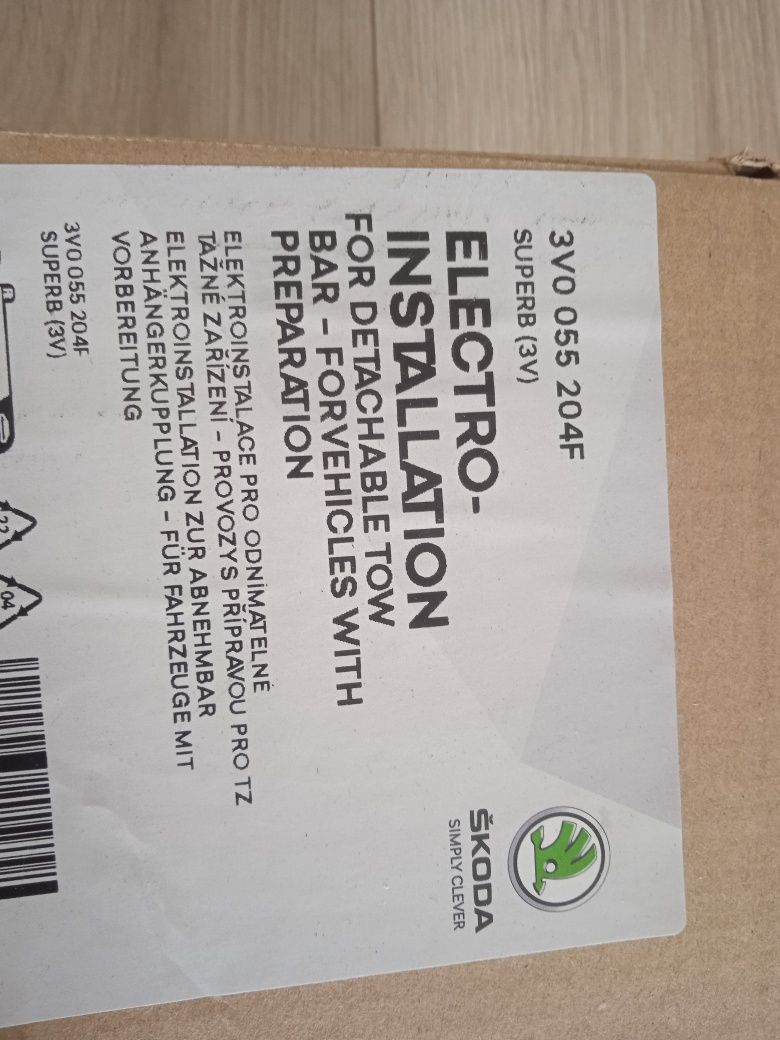 3V0 055 204F
SUPERB (3V)
ELECTRO-
INSTALLATION
FOR DETACHABLE TOW
BAR – FORVEHICLES WITH
PREPARATION
ŠKODA
SIMPLY CLEVER
ELEKTROINSTALACE PRO ODNÍMATELNÉ
TAŽNÉ ZAŘÍZENÍ – PROVOZYS PŘÍPRAVOU PRO TZ
ELEKTROINSTALLATION ZUR ABNEHMBAR
ANHÄNGERKUPPLUNG – FÜR FAHRZEUGE MIT
VORBEREITUNG
3V0 055 204F
SUPERB (3V)
22
04